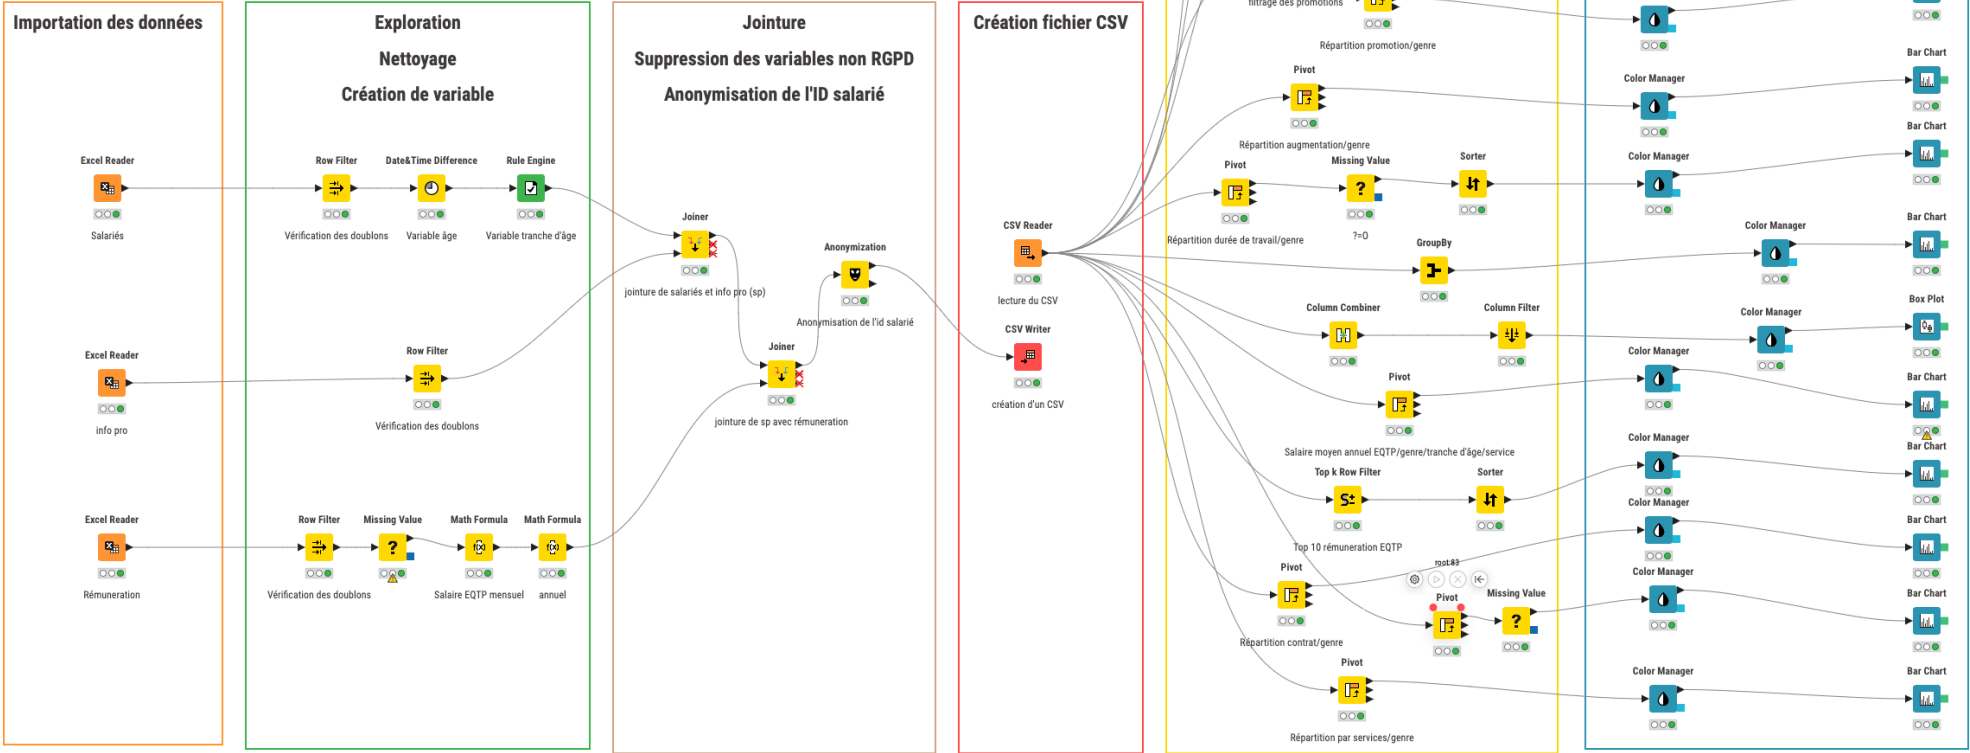 Importation des données
Excel Reader
Salariés
Excel Reader
info pro
Excel Reader
Rémuneration
Exploration
Nettoyage
Création de variable
Row Filter
Vérification des doublons
Date&Time Difference
Variable âge
Rule Engine
Variable tranche d'âge
Row Filter
Vérification des doublons
Row Filter
Vérification des doublons
Missing Value
?
Math Formula
f(x)
Salaire EQTP mensuel
Math Formula
f(x)
annuel
Jointure
Suppression des variables non RGPD
Anonymisation de l'ID salarié
Joiner
jointure de salariés et info pro (sp)
Anonymization
Anonymisation de l'id salarié
Joiner
jointure de sp avec rémuneration
Création fichier CSV
CSV Reader
lecture du CSV
CSV Writer
création d'un CSV
filtrage des promotions
Répartition promotion/genre
Pivot
Répartition augmentation/genre
Pivot
Répartition durée de travail/genre
Missing Value
?
?=0
Sorter
GroupBy
Column Combiner
Column Filter
Pivot
Salaire moyen annuel EQTP/genre/tranche d'âge/service
Top k Row Filter
Top 10 rémuneration EQTP
Sorter
Pivot
Répartition contrat/genre
root:83
Pivot
Missing Value
?
Pivot
Répartition par services/genre
Color Manager
Color Manager
Color Manager
Color Manager
Color Manager
Color Manager
Color Manager
Color Manager
Color Manager
Bar Chart
Bar Chart
Bar Chart
Box Plot
Bar Chart
Bar Chart
Bar Chart
Bar Chart
Bar Chart